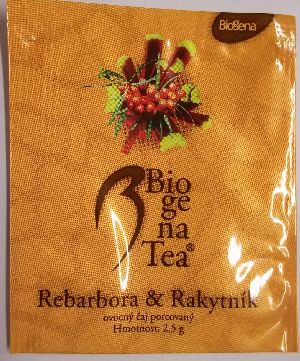 Biogena
Bio
ge
na
Tea®
Rebarbora & Rakytník
ovocný čaj porcovaný
Hmotnost: 2,5 g